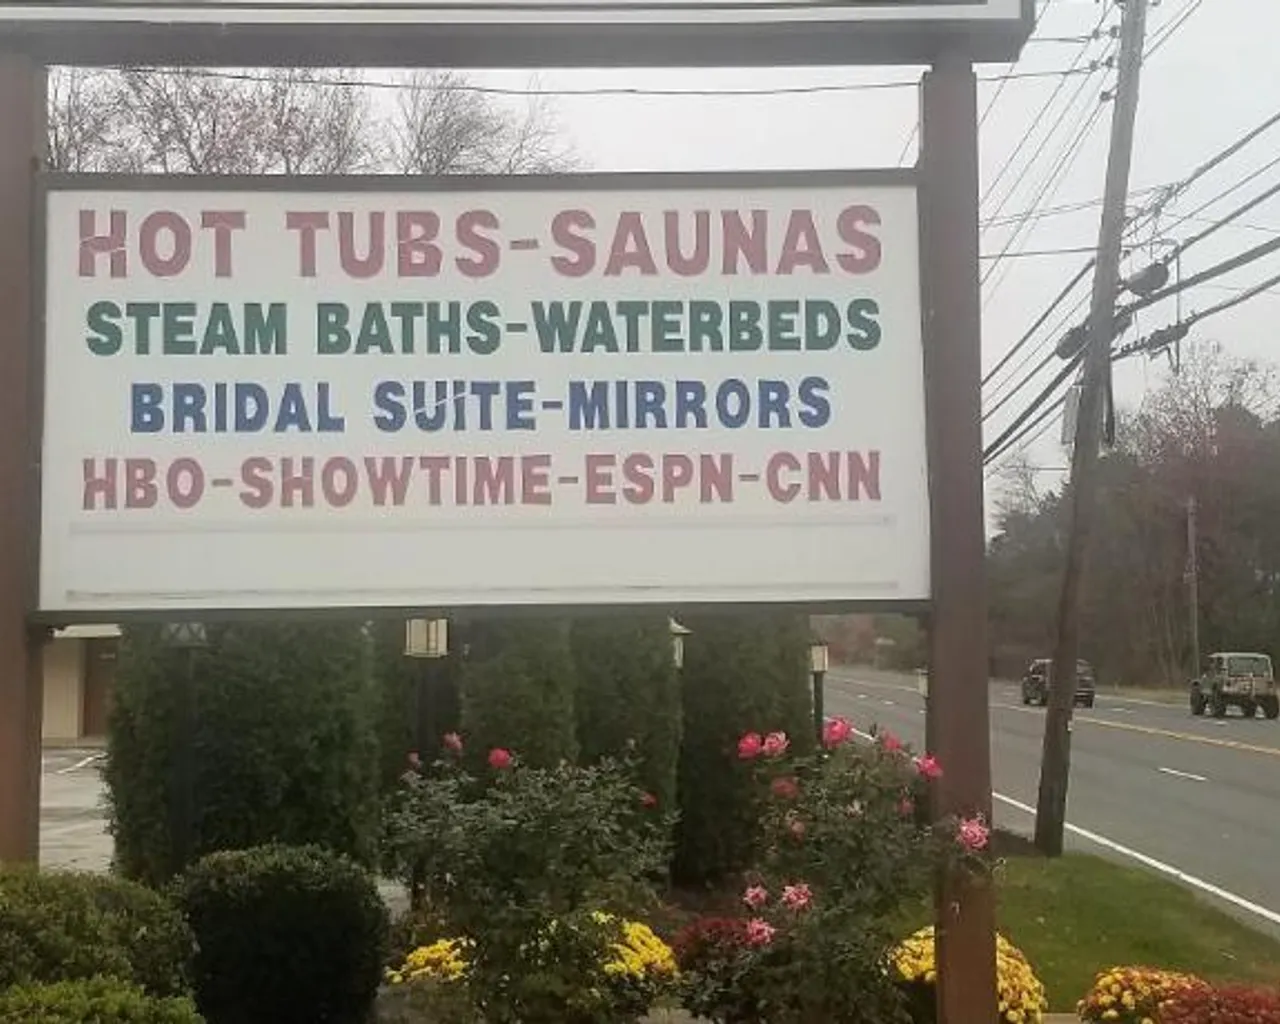 HOT TUBS-SAUNAS
STEAM BATHS-WATERBEDS
BRIDAL SUITE-MIRRORS
HBO-SHOWTIME-ESPN-CNN